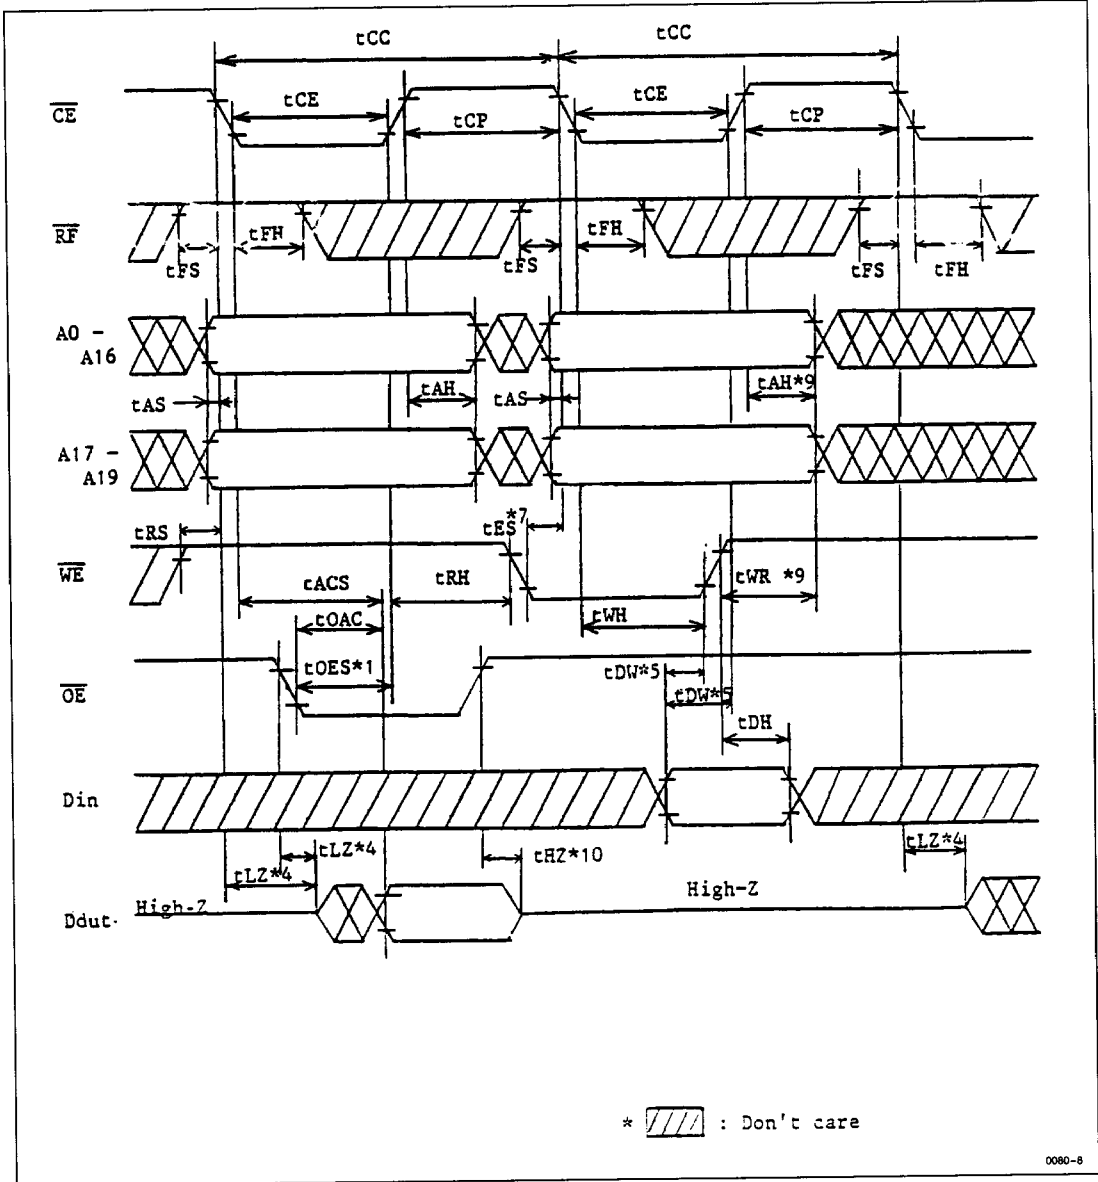 tCC tCC
CE tCE tCP tCE tCP
RF tFS tFH tFS tFH tFS tFH
A0 -
A16
tAS tAH tAS tAH*9
A17 -
A19
tRS tES*7
WE tACS tRH tWH tWR *9
tOAC
OE tOES*1 tDW*5
tDW*5
tDH
Din
tLZ*4 tHZ*10 tLZ*4
tLZ*4
Ddut. High-Z High-Z
* : Don't care
0080-8